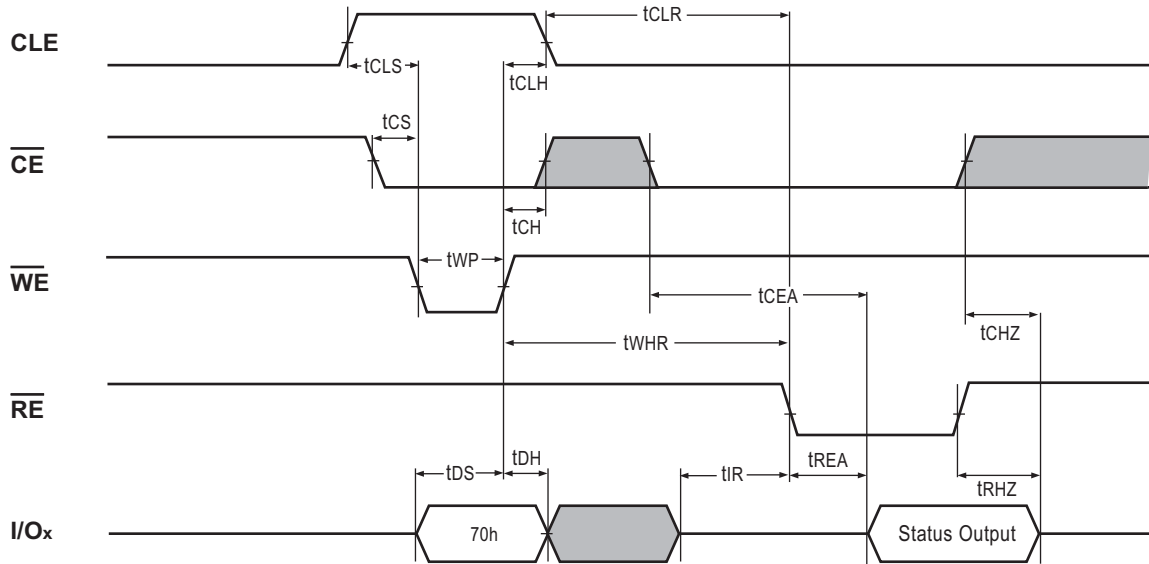 tCLR
CLE
tCLS
tCLH
tCS
CE
tCH
tWP
WE
tCEA
tCHZ
tWHR
RE
tDS
tDH
tIR
tREA
tRHZ
I/Ox
70h
Status Output